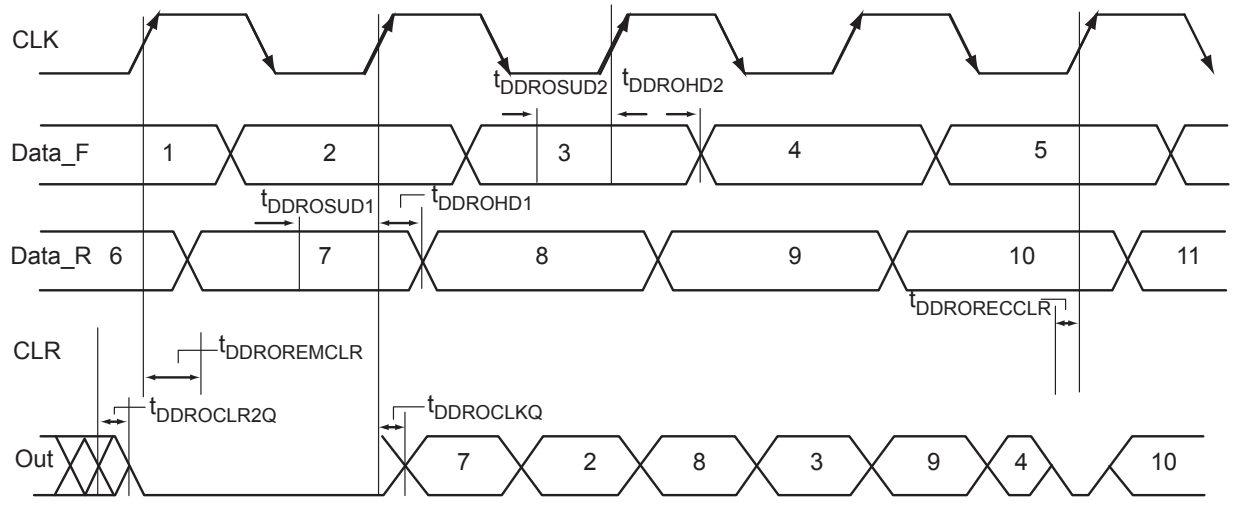 CLK
tDDROSUD2 tDDROHD2
Data_F 1 2 3 4 5
tDDROSUD1 tDDROHD1
Data_R 6 7 8 9 10 11
tDDRORECCLR
CLR
tDDROREMCLR
tDDROCLR2Q tDDROCLKQ
Out 7 2 8 3 9 4 10